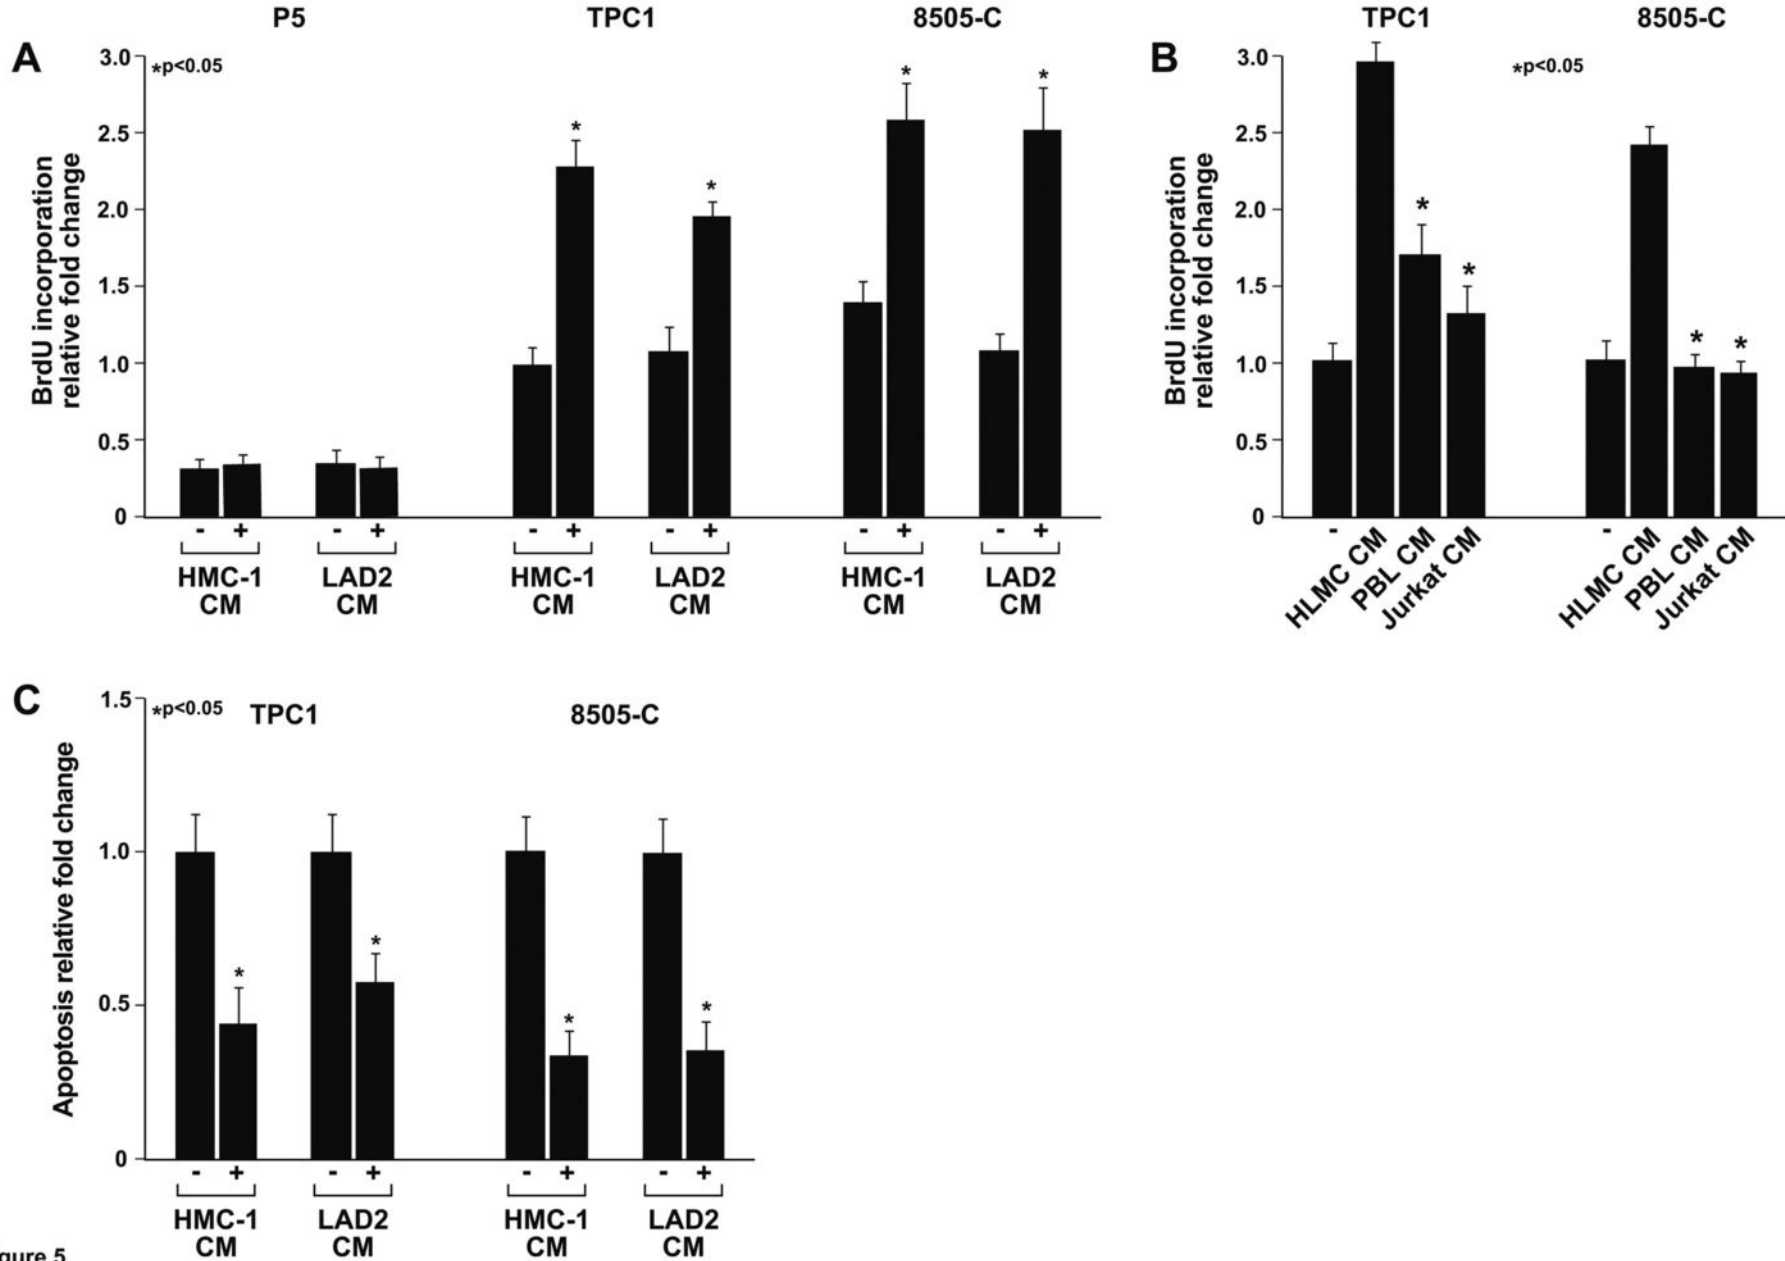 P5 TPC1 8505-C
A
*p<0.05
3.0
2.5
2.0
1.5
1.0
0.5
0
BrdU incorporation
relative fold change
* * * *
- + - + - + - + - + - +
HMC-1 LAD2 HMC-1 LAD2 HMC-1 LAD2
CM CM CM CM CM CM
TPC1 8505-C
B
*p<0.05
3.0
2.5
2.0
1.5
1.0
0.5
0
BrdU incorporation
relative fold change
* * * *
- HLMC CM PBL CM Jurkat CM - HLMC CM PBL CM Jurkat CM
C
*p<0.05 TPC1 8505-C
1.5
1.0
0.5
0
Apoptosis relative fold change
* * * *
- + - + - + - +
HMC-1 LAD2 HMC-1 LAD2
CM CM CM CM
gure 5